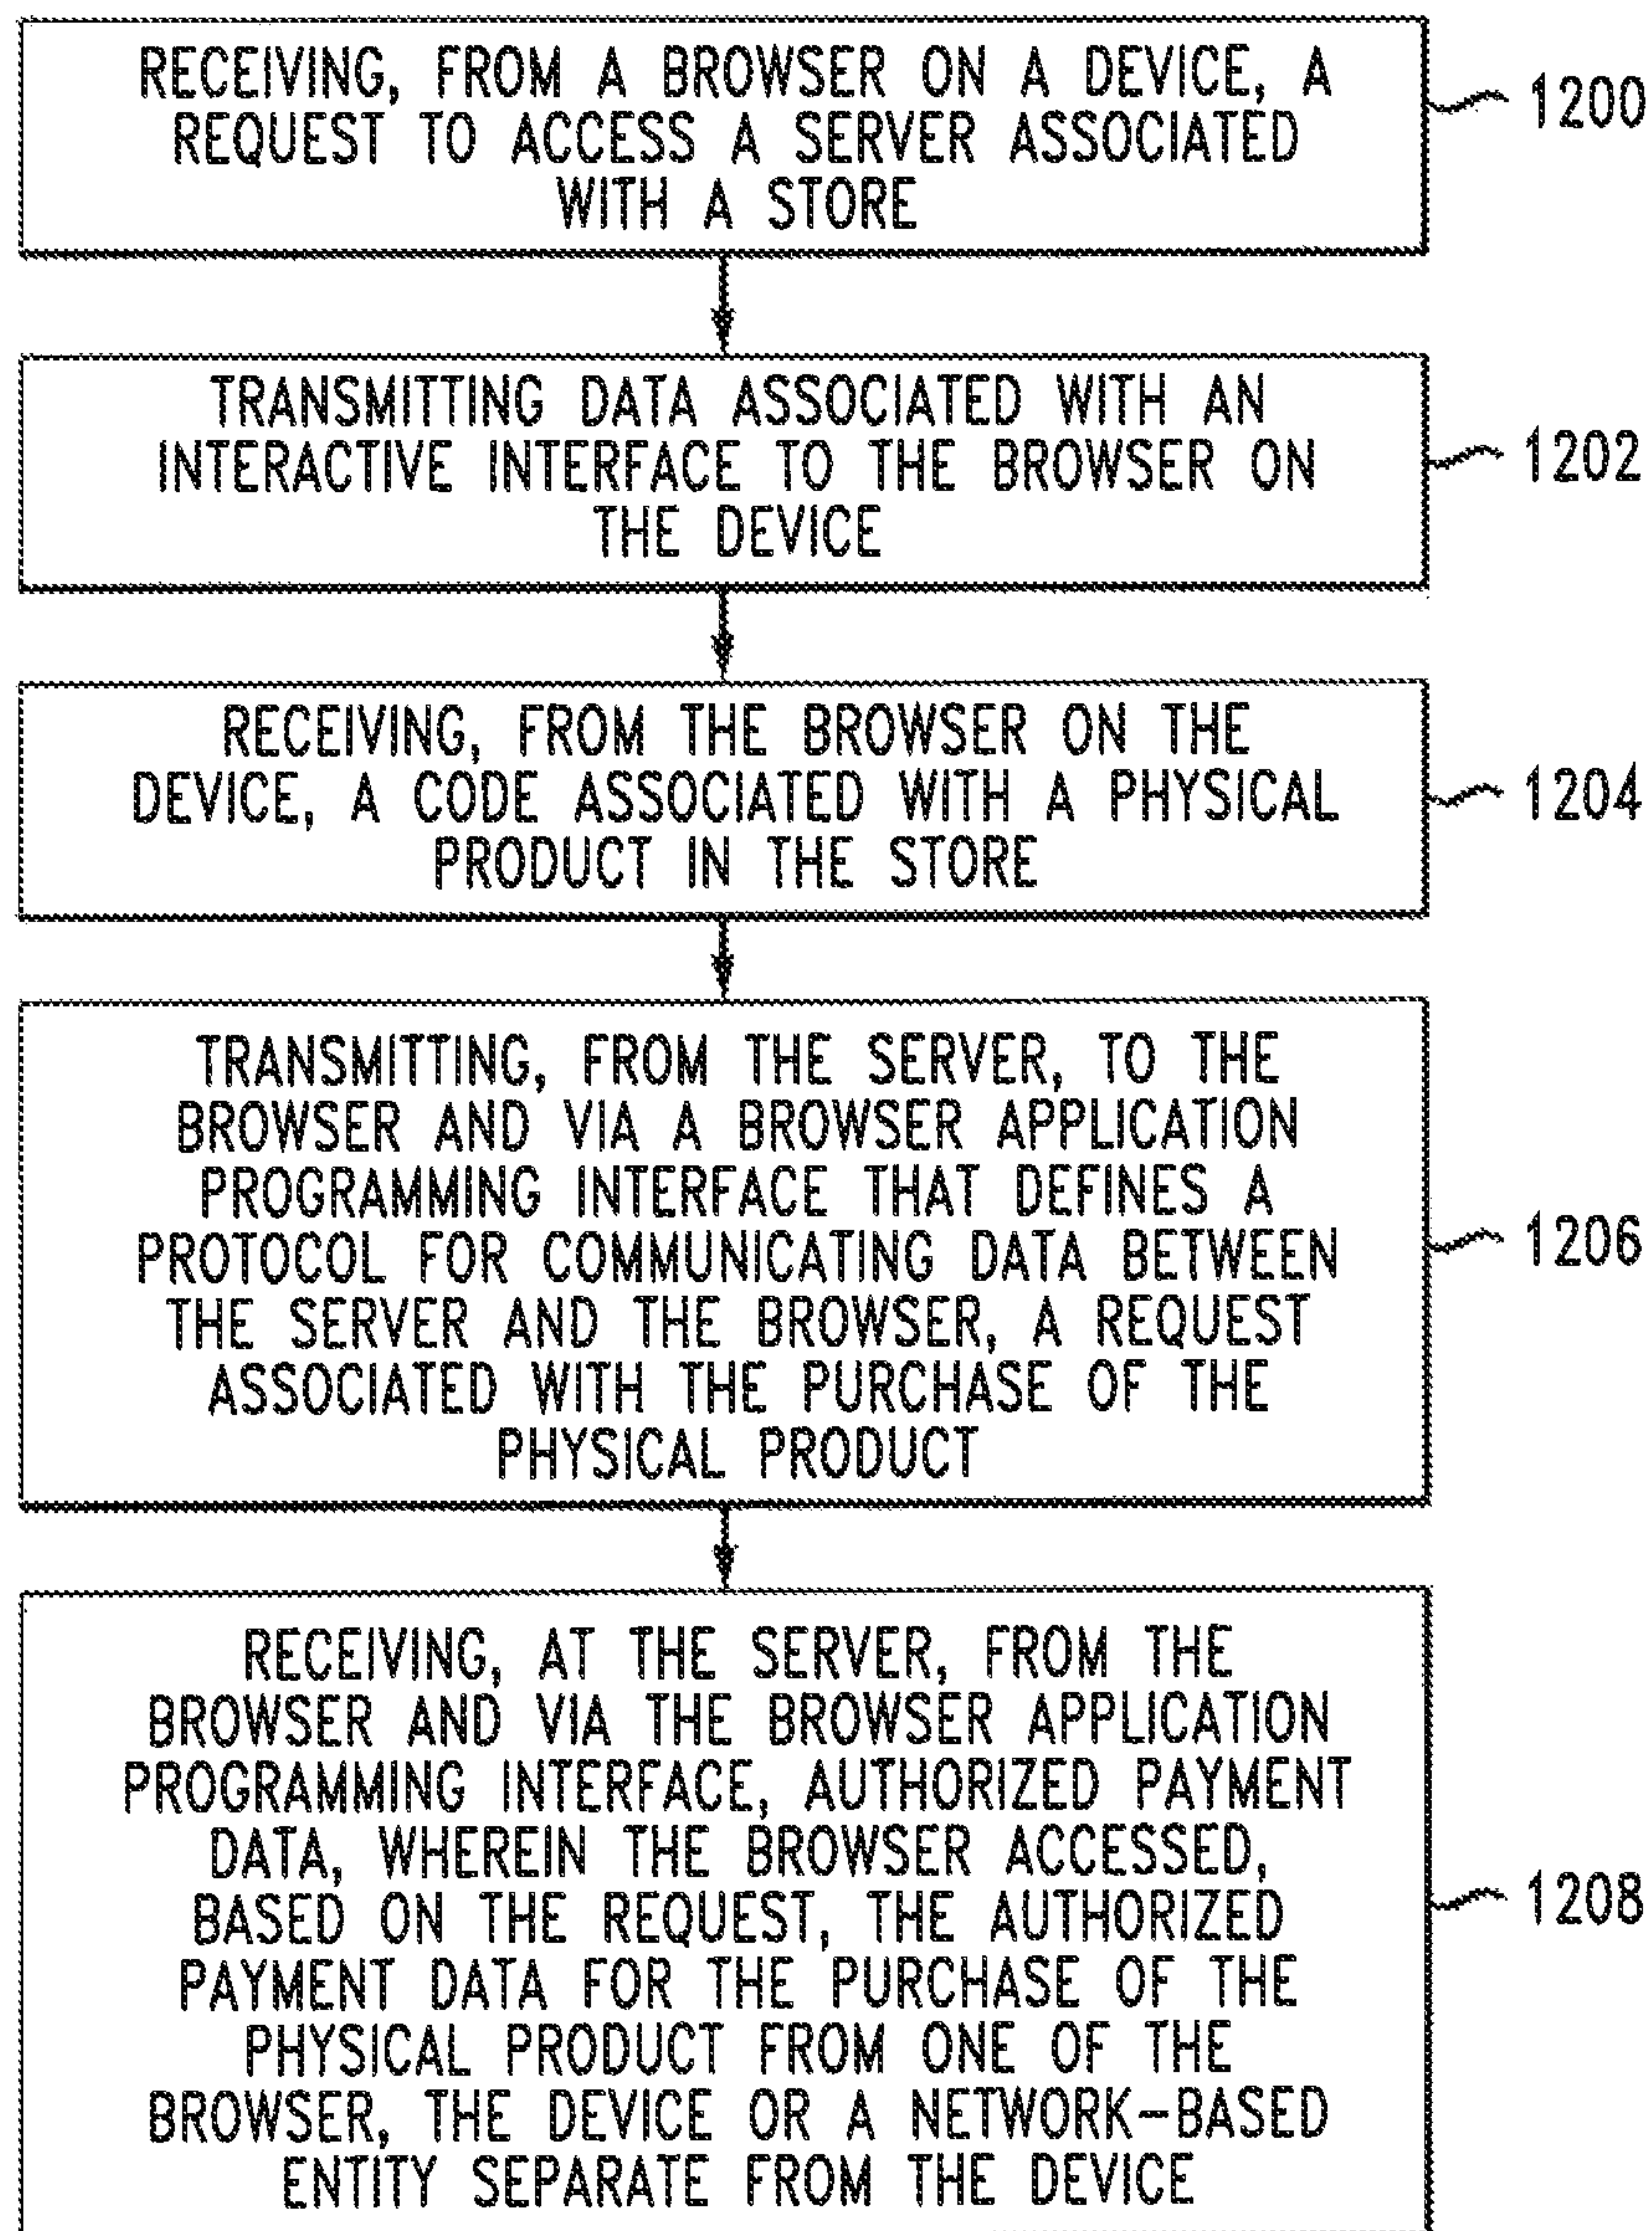 RECEIVING, FROM A BROWSER ON A DEVICE, A
REQUEST TO ACCESS A SERVER ASSOCIATED
WITH A STORE
1200
TRANSMITTING DATA ASSOCIATED WITH AN
INTERACTIVE INTERFACE TO THE BROWSER ON
THE DEVICE
1202
RECEIVING, FROM THE BROWSER ON THE
DEVICE, A CODE ASSOCIATED WITH A PHYSICAL
PRODUCT IN THE STORE
1204
TRANSMITTING, FROM THE SERVER, TO THE
BROWSER AND VIA A BROWSER APPLICATION
PROGRAMMING INTERFACE THAT DEFINES A
PROTOCOL FOR COMMUNICATING DATA BETWEEN
THE SERVER AND THE BROWSER, A REQUEST
ASSOCIATED WITH THE PURCHASE OF THE
PHYSICAL PRODUCT
1206
RECEIVING, AT THE SERVER, FROM THE
BROWSER AND VIA THE BROWSER APPLICATION
PROGRAMMING INTERFACE, AUTHORIZED PAYMENT
DATA, WHEREIN THE BROWSER ACCESSED,
BASED ON THE REQUEST, THE AUTHORIZED
PAYMENT DATA FOR THE PURCHASE OF THE
PHYSICAL PRODUCT FROM ONE OF THE
BROWSER, THE DEVICE OR A NETWORK-BASED
ENTITY SEPARATE FROM THE DEVICE
1208